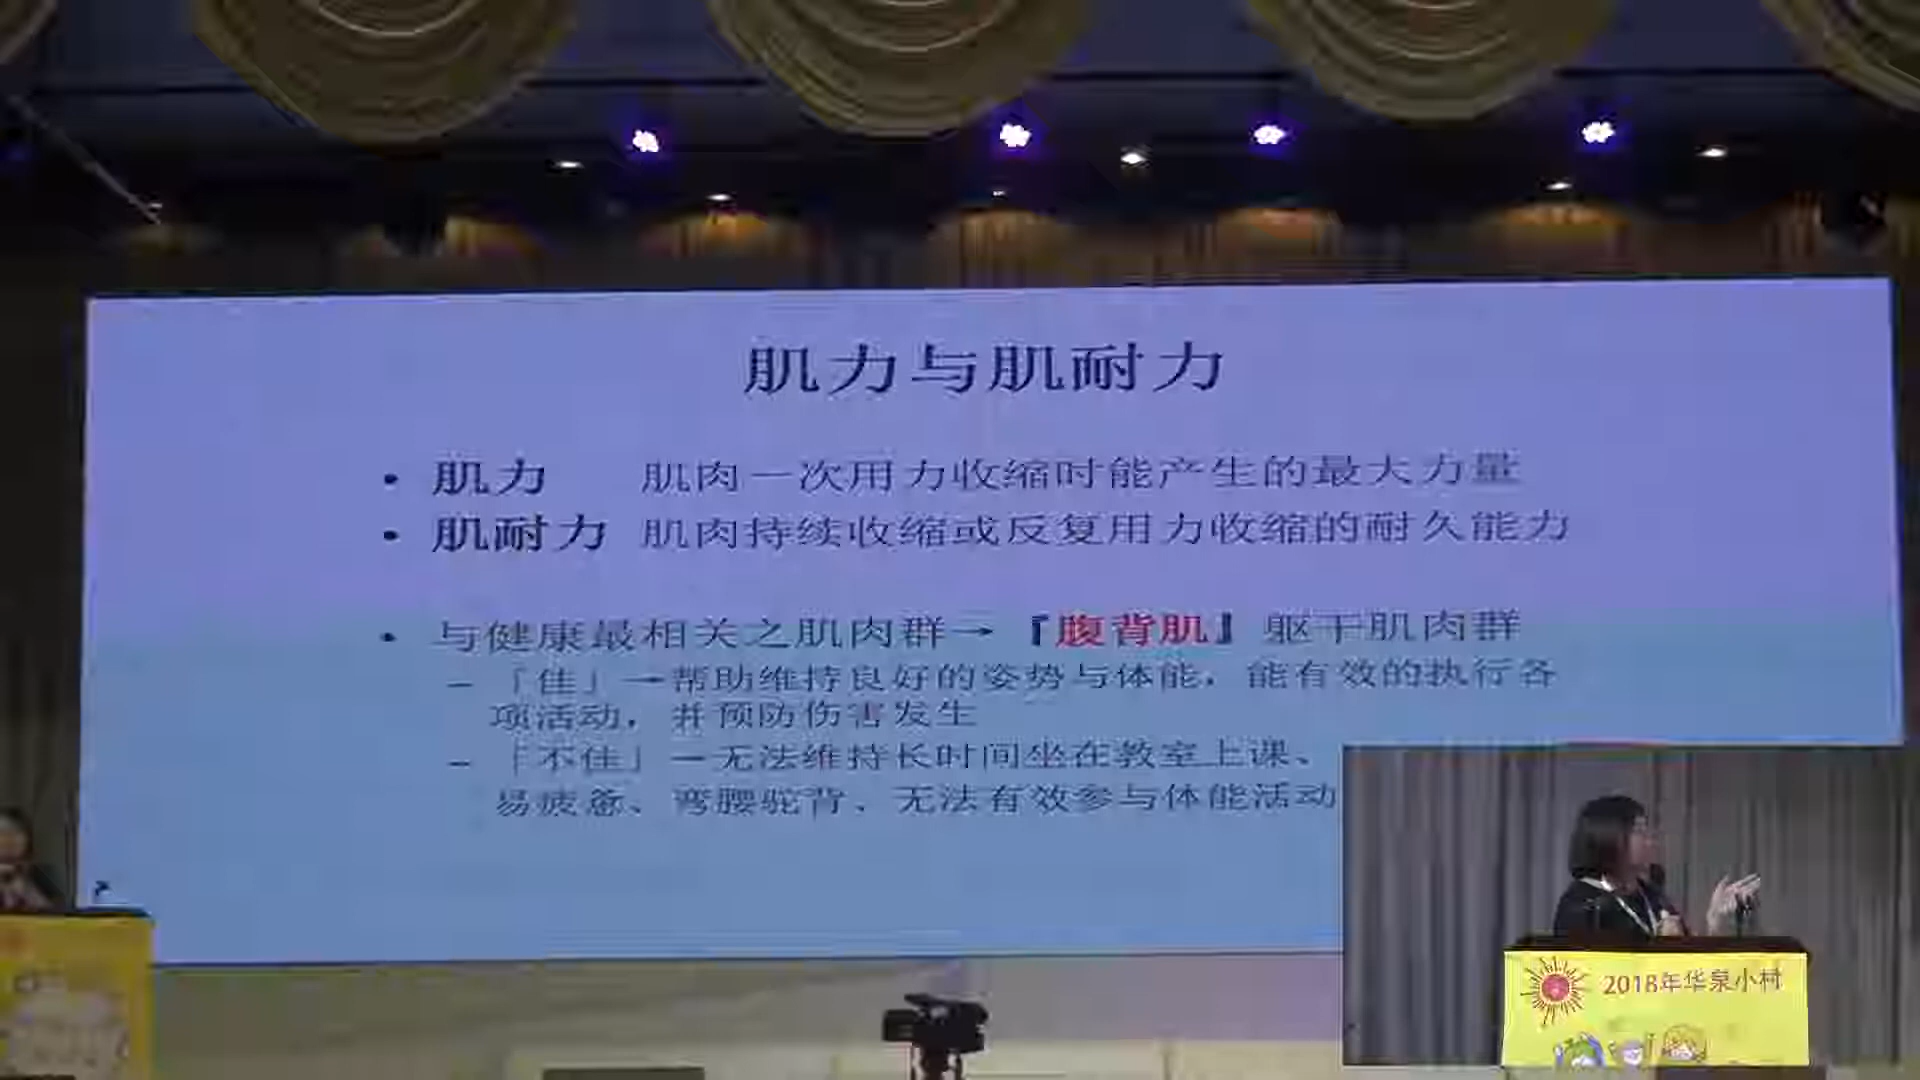 肌力与肌耐力
• 肌力 肌肉一次用力收缩时能产生的最大力量
• 肌耐力 肌肉持续收缩或反复用力收缩的耐久能力
• 与健康最相关之肌肉群→『腹背肌』躯干肌肉群
– 「佳」→帮助维持良好的姿势与体能，能有效的执行各
项活动，并预防伤害发生
– 「不佳」→无法维持长时间坐在教室上课、
易疲惫、弯腰驼背、无法有效参与体能活动
2018年华泉小村